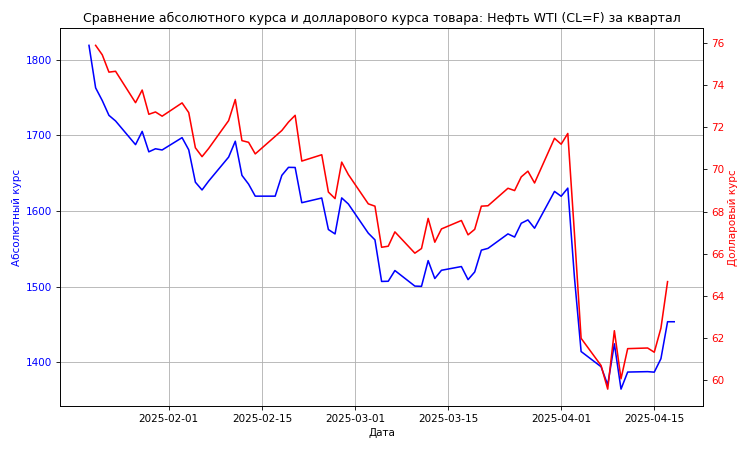 Сравнение абсолютного курса и долларового курса товара: Нефть WTI (CL=F) за квартал
1800
1700
1600
1500
1400
Абсолютный курс
76
74
72
70
68
66
64
62
60
Долларовый курс
2025-02-01 2025-02-15 2025-03-01 2025-03-15 2025-04-01 2025-04-15
Дата